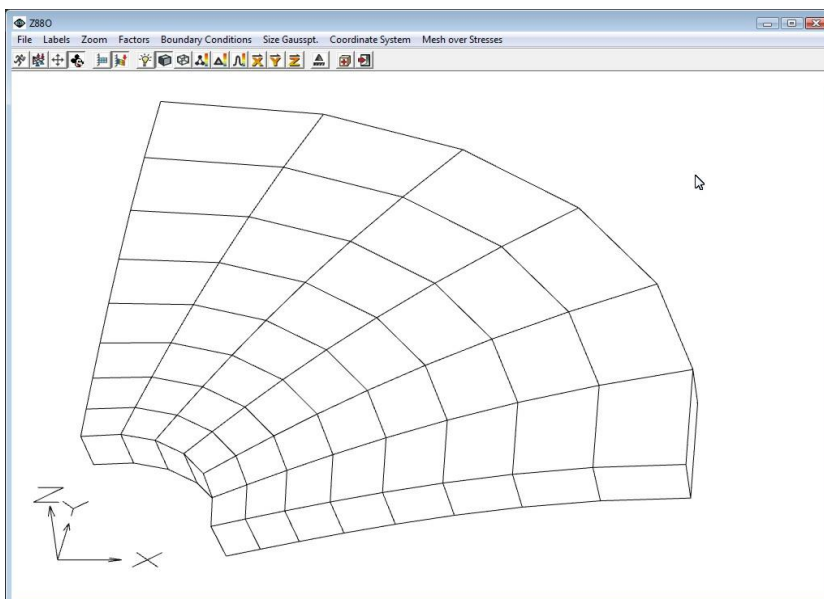 Z88O
File Labels Zoom Factors Boundary Conditions Size Gausspt. Coordinate System Mesh over Stresses
X Y Z
Z
Y
X